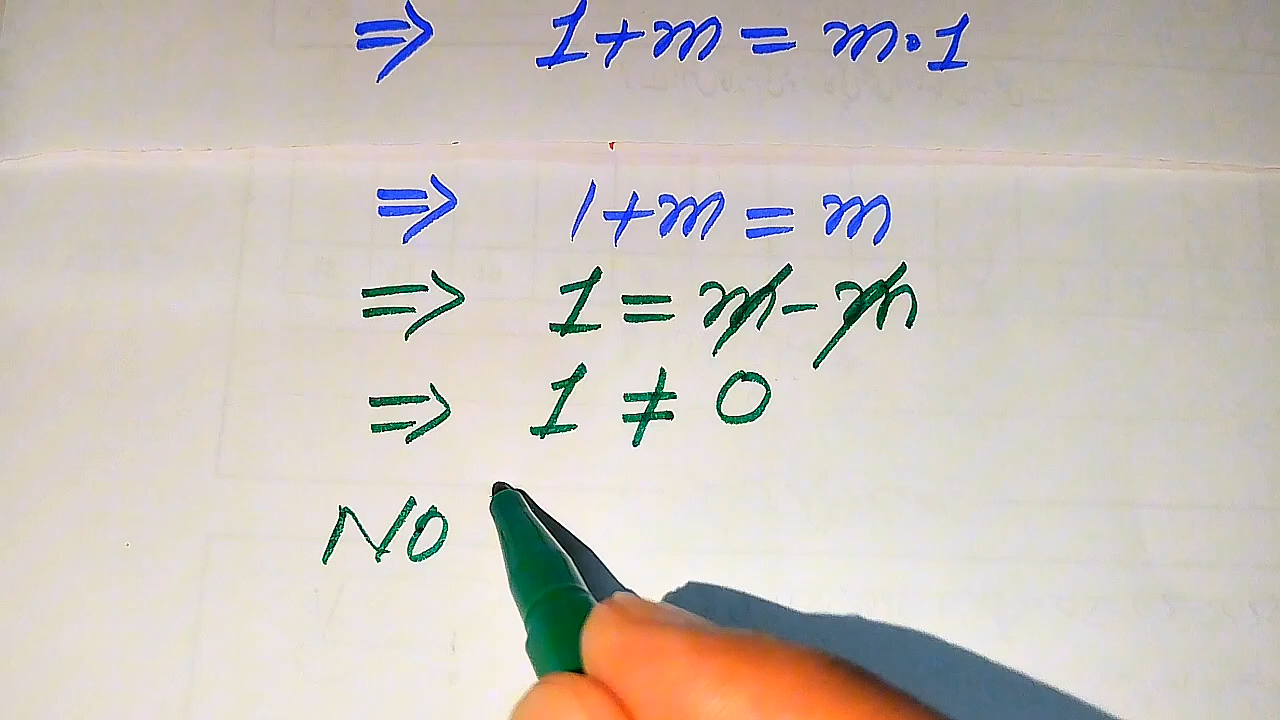 ⇒ 1+m = m·1
⇒ 1+m = m
⇒ 1 = m - m
⇒ 1 ≠ 0
NO